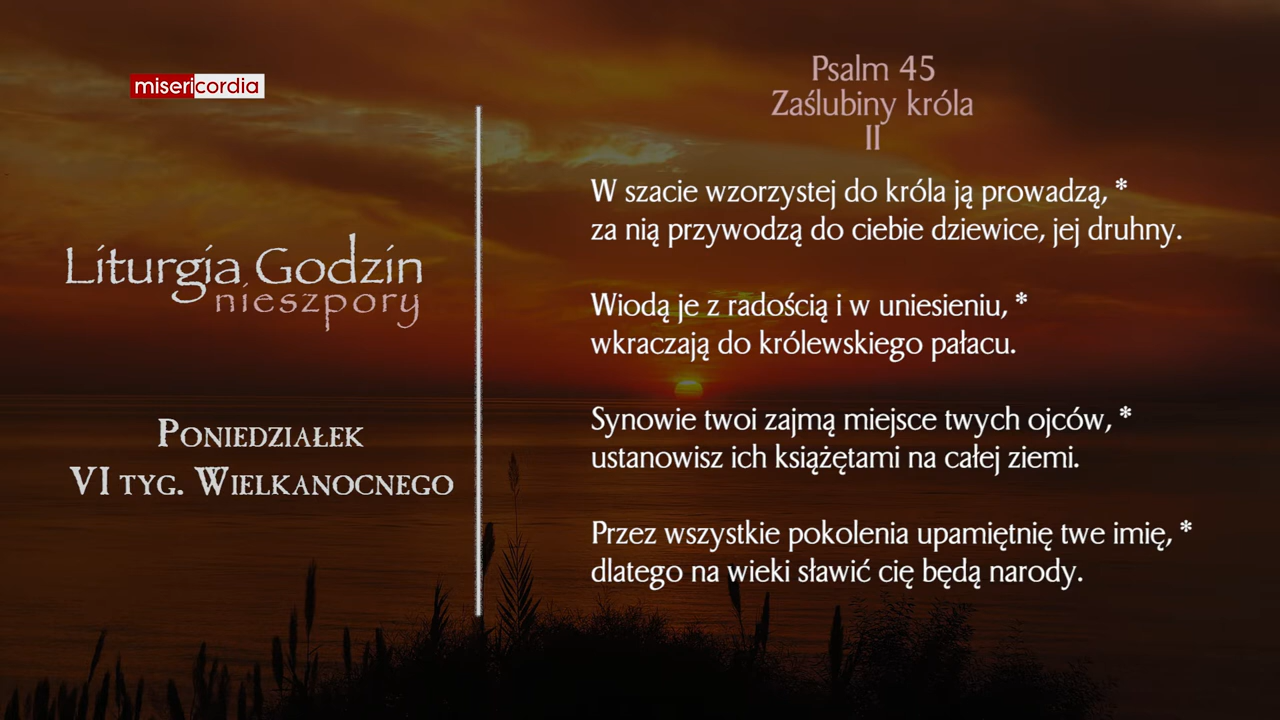 misericordia
Liturgia Godzin
nieszpory
Poniedziałek
VI tyg. Wielkanocnego
Psalm 45
Zaślubiny króla
II
W szacie wzorzystej do króla ją prowadzą, *
za nią przywodzą do ciebie dziewice, jej druhny.
Wiodą je z radością i w uniesieniu, *
wkraczają do królewskiego pałacu.
Synowie twoi zajmą miejsce twych ojców, *
ustanowisz ich książętami na całej ziemi.
Przez wszystkie pokolenia upamiętnię twe imię, *
dlatego na wieki sławić cię będą narody.